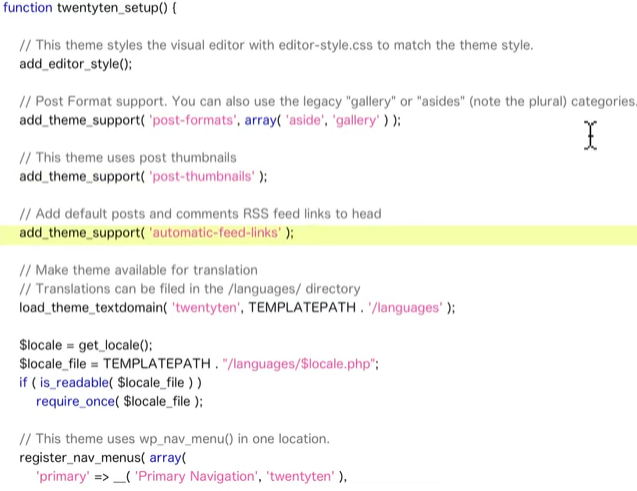 function twentyten_setup() {
// This theme styles the visual editor with editor-style.css to match the theme style.
add_editor_style();
// Post Format support. You can also use the legacy "gallery" or "asides" (note the plural) categories.
add_theme_support( 'post-formats', array( 'aside', 'gallery' ) );
// This theme uses post thumbnails
add_theme_support( 'post-thumbnails' );
// Add default posts and comments RSS feed links to head
add_theme_support( 'automatic-feed-links' );
// Make theme available for translation
// Translations can be filed in the /languages/ directory
load_theme_textdomain( 'twentyten', TEMPLATEPATH . '/languages' );
$locale = get_locale();
$locale_file = TEMPLATEPATH . "/languages/$locale.php";
if ( is_readable( $locale_file ) )
require_once( $locale_file );
// This theme uses wp_nav_menu() in one location.
register_nav_menus( array(
'primary' => __( 'Primary Navigation', 'twentyten' ),